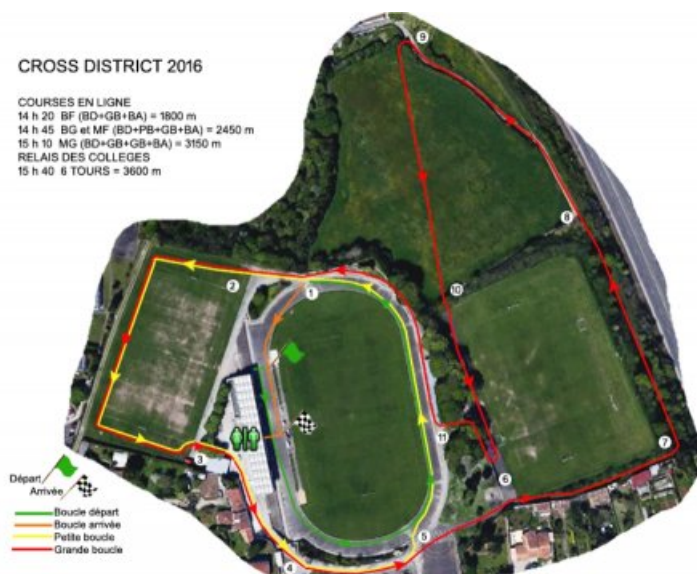 CROSS DISTRICT 2016
COURSES EN LIGNE
14 h 20 BF (BD+GB+BA) = 1800 m
14 h 45 BG et MF (BD+PB+GB+BA) = 2450 m
15 h 10 MG (BD+GB+GB+BA) = 3150 m
RELAIS DES COLLEGES
15 h 40 6 TOURS = 3600 m
9
8
2
1
10
11
7
3
6
5
4
Départ
Arrivée
Boucle départ
Boucle arrivée
Petite boucle
Grande boucle